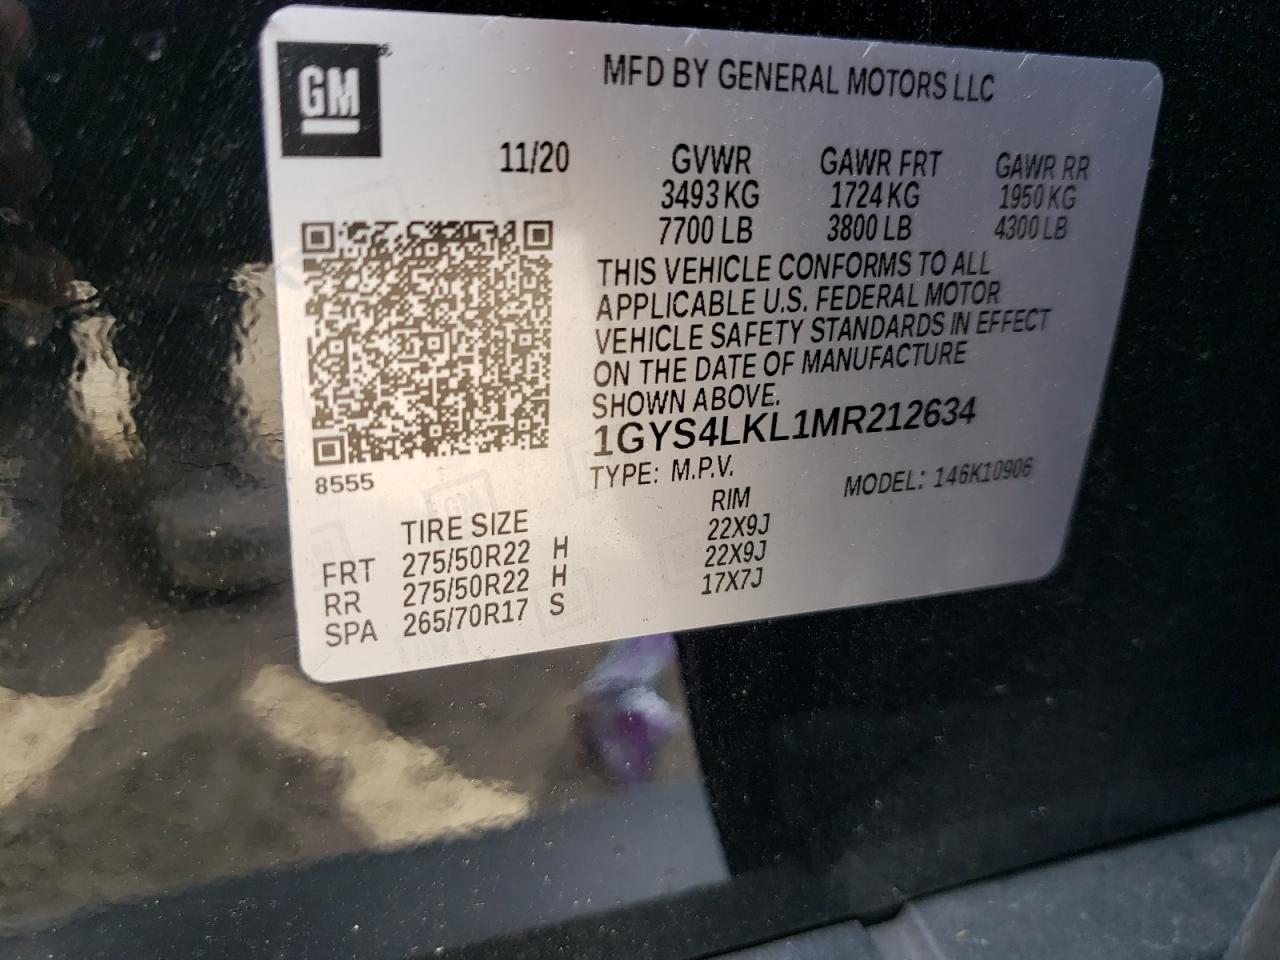 GM
MFD BY GENERAL MOTORS LLC
11/20 GVWR GAWR FRT GAWR RR
3493 KG 1724 KG 1950 KG
7700 LB 3800 LB 4300 LB
THIS VEHICLE CONFORMS TO ALL
APPLICABLE U.S. FEDERAL MOTOR
VEHICLE SAFETY STANDARDS IN EFFECT
ON THE DATE OF MANUFACTURE
SHOWN ABOVE.
1GYS4LKL1MR212634
TYPE: M.P.V. MODEL: 146K10906
8555
TIRE SIZE RIM
FRT 275/50R22 H 22X9J
RR 275/50R22 H 22X9J
SPA 265/70R17 S 17X7J